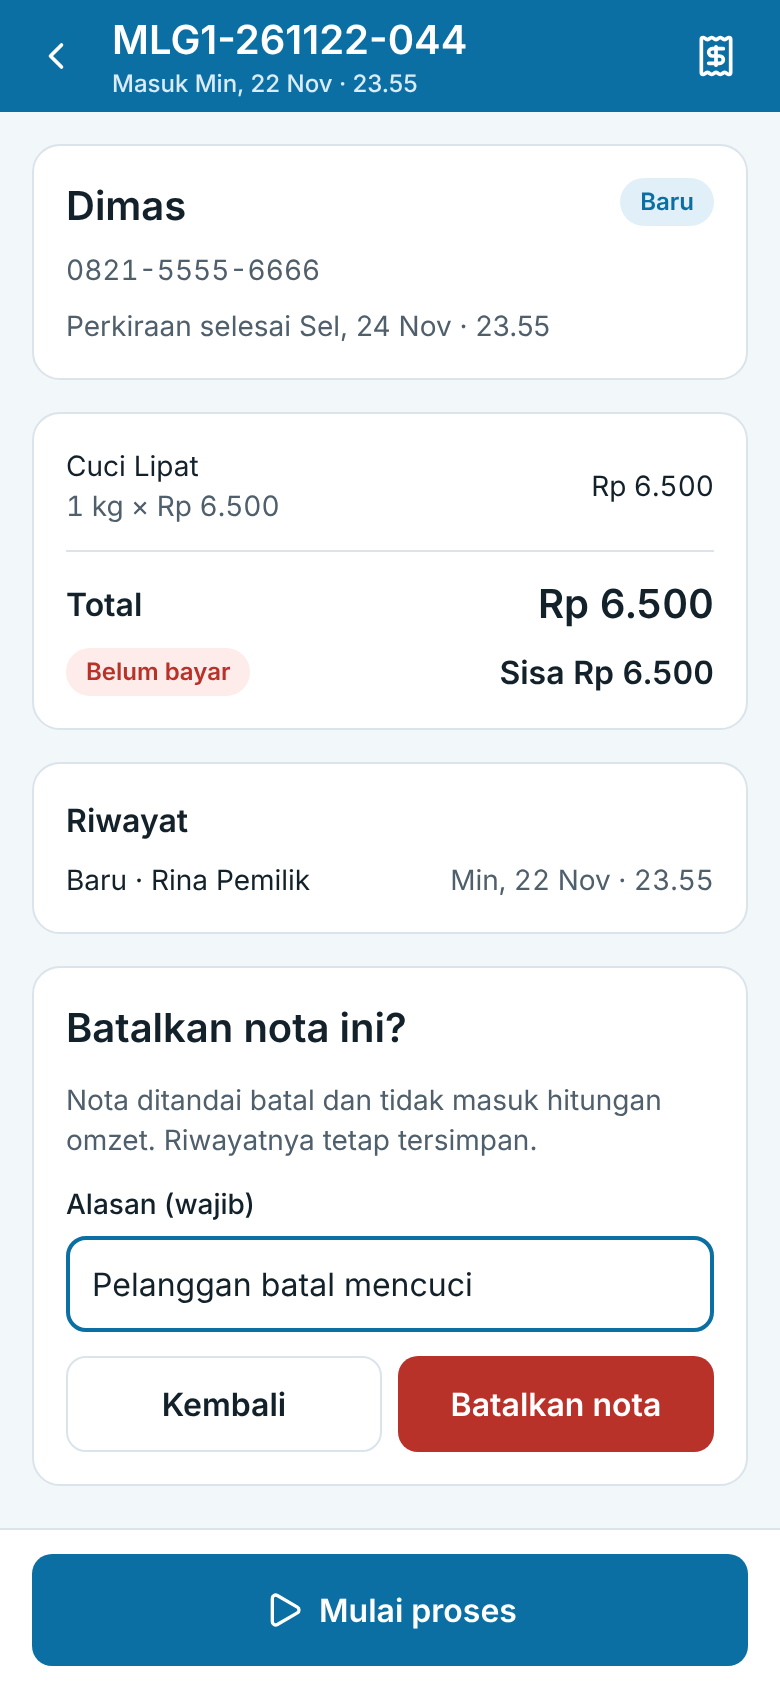 MLG1-261122-044
Masuk Min, 22 Nov · 23.55
Dimas
Baru
0821-5555-6666
Perkiraan selesai Sel, 24 Nov · 23.55
Cuci Lipat
1 kg × Rp 6.500
Rp 6.500
Total
Rp 6.500
Belum bayar
Sisa Rp 6.500
Riwayat
Baru · Rina Pemilik
Min, 22 Nov · 23.55
Batalkan nota ini?
Nota ditandai batal dan tidak masuk hitungan
omzet. Riwayatnya tetap tersimpan.
Alasan (wajib)
Pelanggan batal mencuci
Kembali
Batalkan nota
Mulai proses